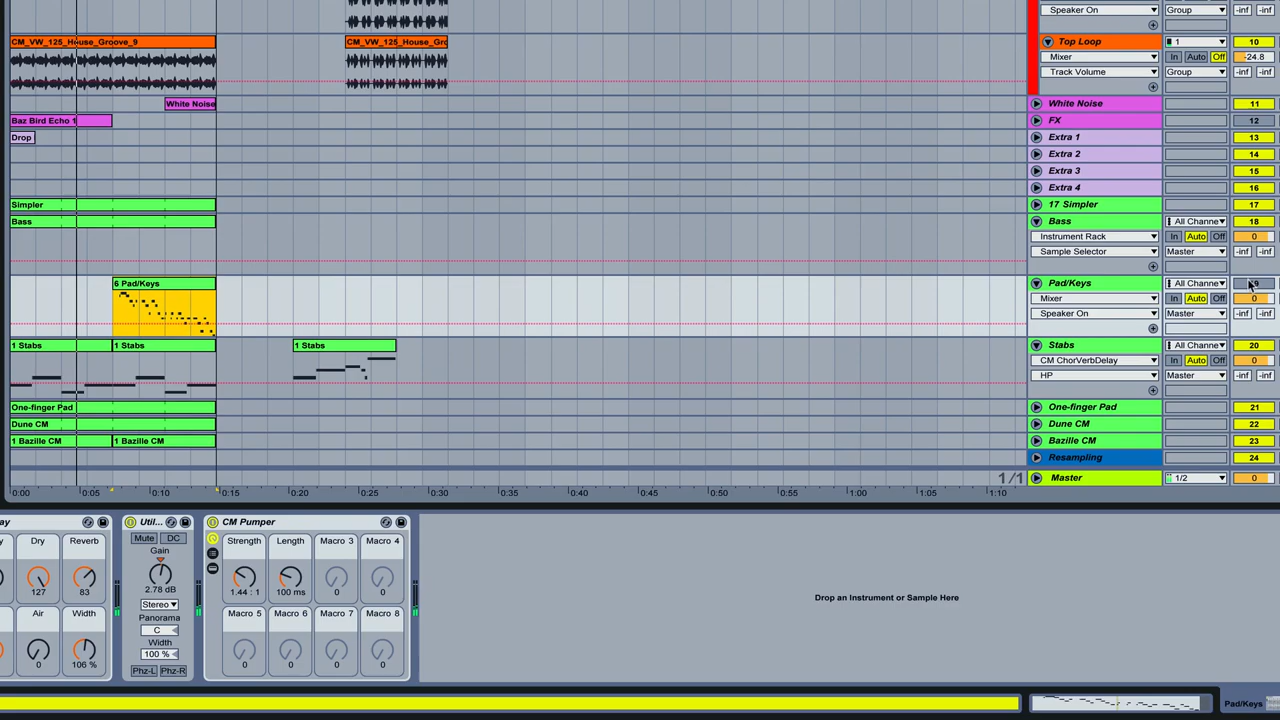 Speaker On Group -inf -inf
CM_VW_125_House_Groove_9 CM_VW_125_House_Gro Top Loop 1 10
Mixer In Auto Off -24.8
Track Volume Group -inf -inf
White Noise White Noise 11
Baz Bird Echo 1 FX 12
Drop Extra 1 13
Extra 2 14
Extra 3 15
Extra 4 16
Simpler 17 Simpler 17
Bass Bass All Channe 18
Instrument Rack In Auto Off 0
Sample Selector Master -inf -inf
6 Pad/Keys Pad/Keys All Channe
Mixer In Auto Off 0
Speaker On Master -inf -inf
1 Stabs 1 Stabs 1 Stabs Stabs All Channe 20
CM ChorVerbDelay In Auto Off 0
HP Master -inf -inf
One-finger Pad One-finger Pad 21
Dune CM 22
1 Bazille CM 1 Bazille CM Bazille CM 23
Resampling 24
1/1 Master 1/2 0
0:00 0:05 0:10 0:15 0:20 0:25 0:30 0:35 0:40 0:45 0:50 0:55 1:00 1:05 1:10
ay Util... CM Pumper
Dry Reverb Mute DC Strength Length Macro 3 Macro 4
Gain
127 83 2.78 dB 1.44 : 1 100 ms 0 0
Stereo
Air Width Panorama Macro 5 Macro 6 Macro 7 Macro 8
C
Width
100 %
0 106 % Phz-L Phz-R 0 0 0 0
Drop an Instrument or Sample Here
Pad/Keys